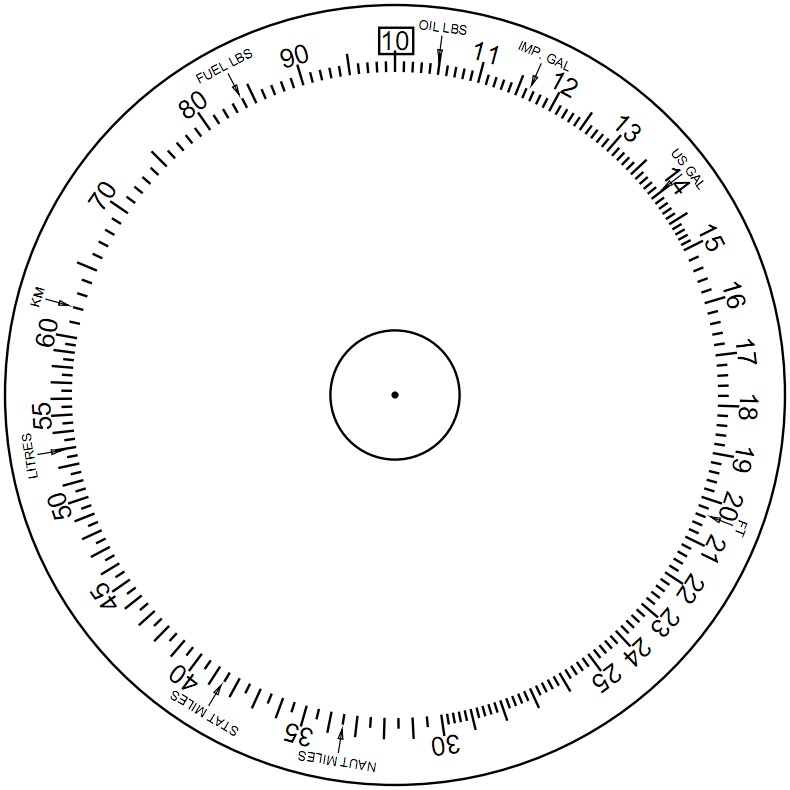 10
OIL LBS
11
IMP. GAL
12
13
US GAL
14
15
16
17
18
19
20
FT
21
22
23
24
25
30
NAUT MILES
35
STAT MILES
40
45
50
LITRES
55
60
KM
70
80
FUEL LBS
90